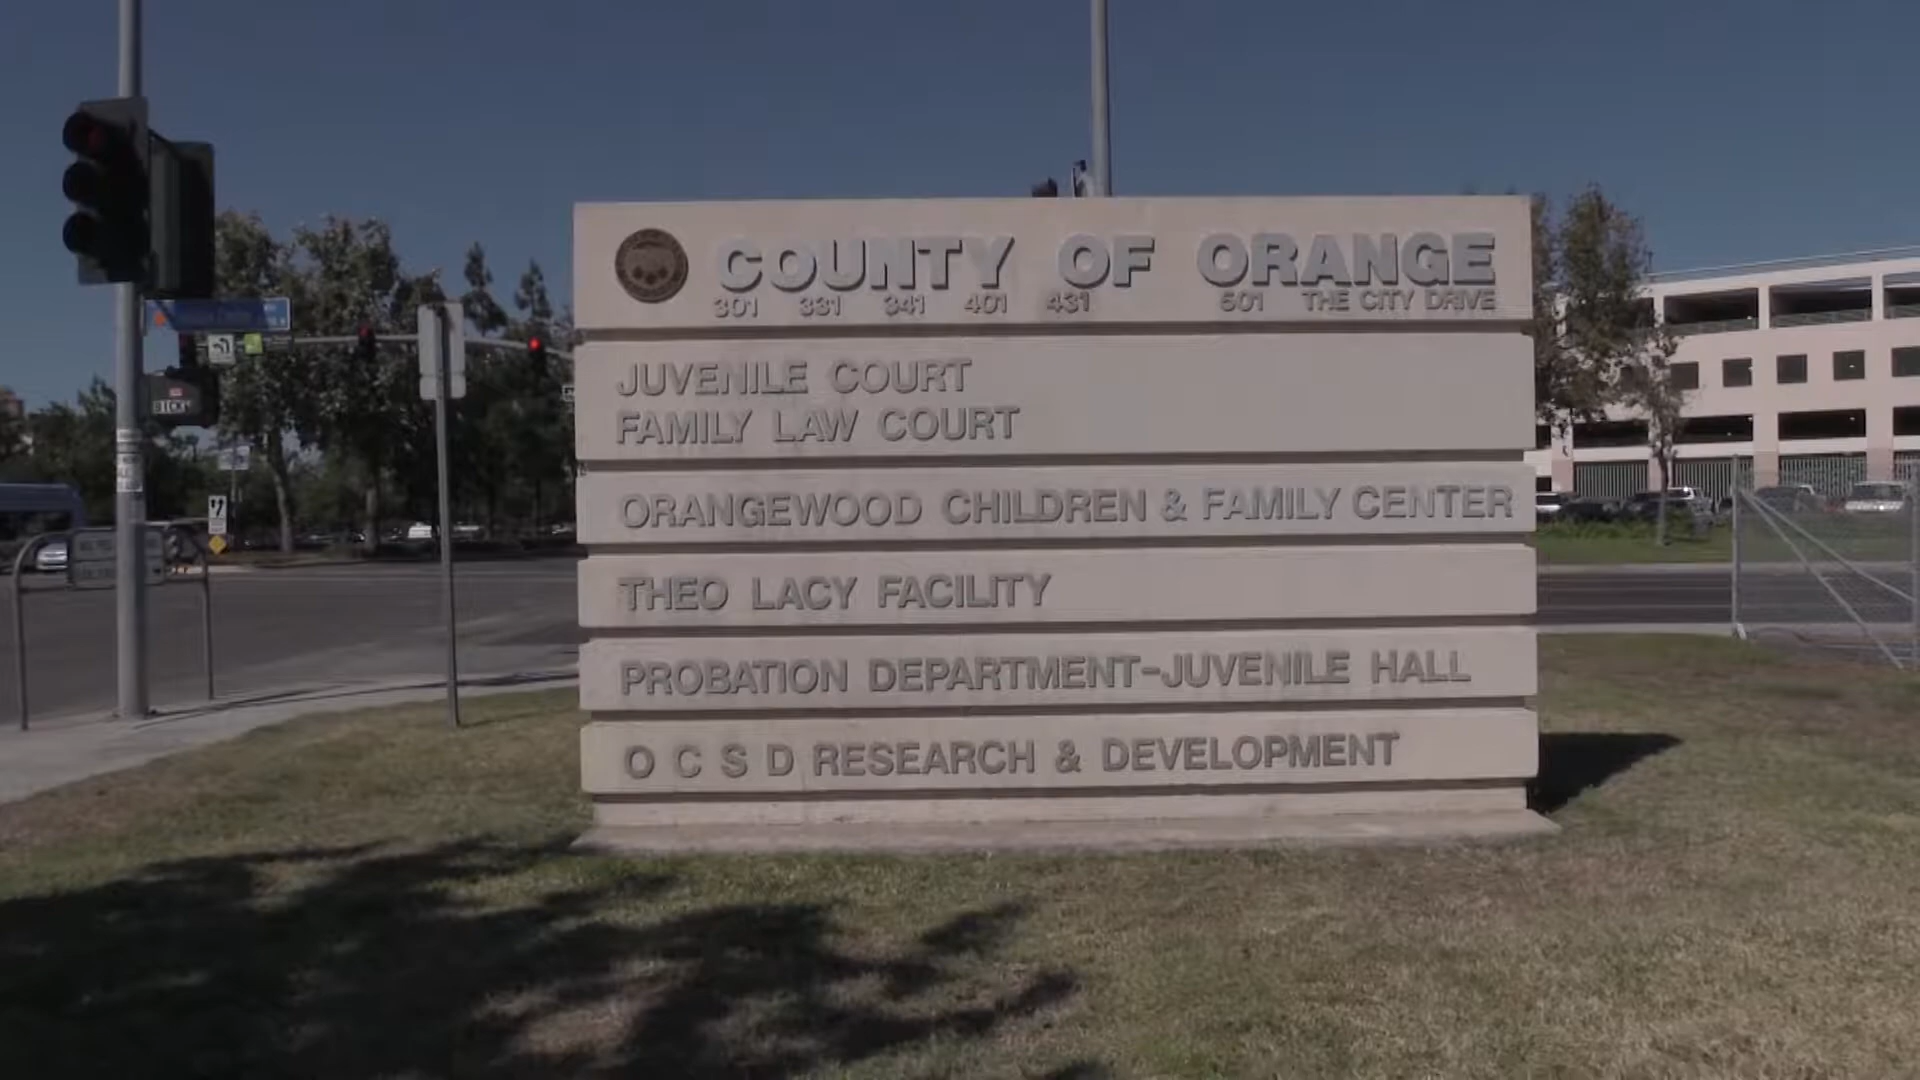 COUNTY OF ORANGE
301 331 341 401 431 501 THE CITY DRIVE
JUVENILE COURT
FAMILY LAW COURT
ORANGEWOOD CHILDREN & FAMILY CENTER
THEO LACY FACILITY
PROBATION DEPARTMENT-JUVENILE HALL
O C S D RESEARCH & DEVELOPMENT